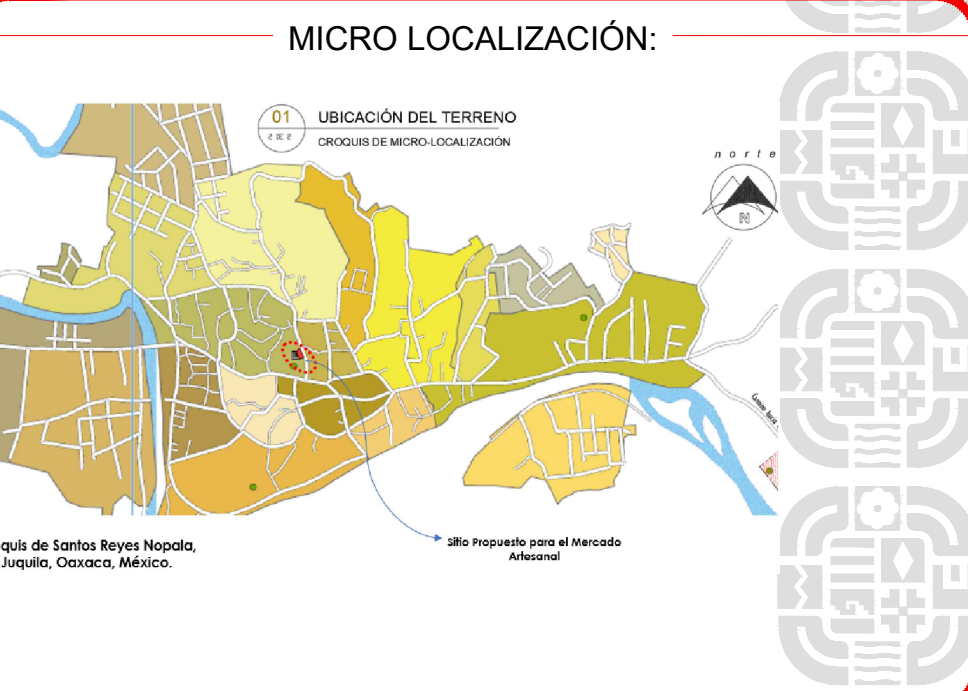 MICRO LOCALIZACIÓN:
01
UBICACIÓN DEL TERRENO
CROQUIS DE MICRO-LOCALIZACIÓN
norte
N
quis de Santos Reyes Nopala,
Juquila, Oaxaca, México.
Sitio Propuesto para el Mercado
Artesanal